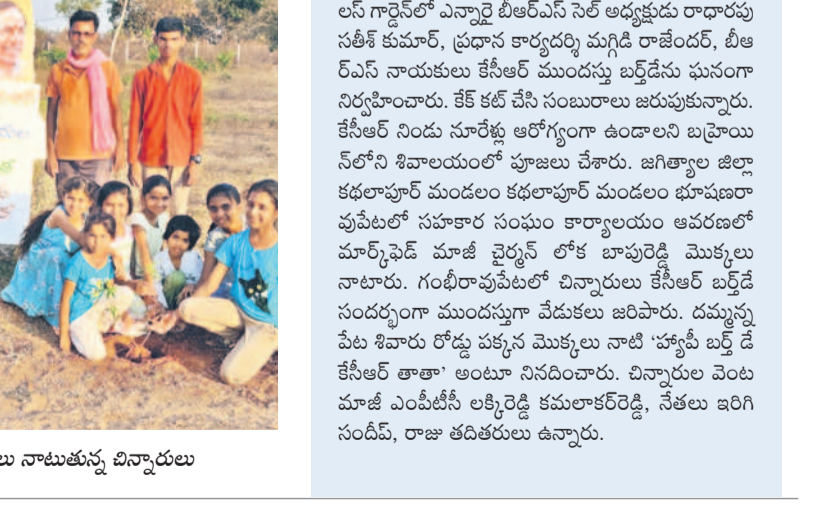 లస్ గార్డెన్‌లో ఎన్నారై బీఆర్ఎస్ సెల్ అధ్యక్షుడు రాధారపు
సతీశ్ కుమార్, ప్రధాన కార్యదర్శి మగ్గిడి రాజేందర్, బీఆ
ర్ఎస్ నాయకులు కేసీఆర్ ముందస్తు బర్త్‌డేను ఘనంగా
నిర్వహించారు. కేక్ కట్ చేసి సంబురాలు జరుపుకున్నారు.
కేసీఆర్ నిండు నూరేళ్లు ఆరోగ్యంగా ఉండాలని బహ్రెయి
న్‌లోని శివాలయంలో పూజలు చేశారు. జగిత్యాల జిల్లా
కథలాపూర్ మండలం కథలాపూర్ మండలం భూషణరా
వుపేటలో సహకార సంఘం కార్యాలయం ఆవరణలో
మార్క్‌ఫెడ్ మాజీ చైర్మన్ లోక బాపురెడ్డి మొక్కలు
నాటారు. గంభీరావుపేటలో చిన్నారులు కేసీఆర్ బర్త్‌డే
సందర్భంగా ముందస్తుగా వేడుకలు జరిపారు. దమ్మన్న
పేట శివారు రోడ్డు పక్కన మొక్కలు నాటి ‘హ్యాపీ బర్త్ డే
కేసీఆర్ తాతా’ అంటూ నినదించారు. చిన్నారుల వెంట
మాజీ ఎంపీటీసీ లక్కిరెడ్డి కమలాకర్‌రెడ్డి, నేతలు ఇరిగి
సందీప్, రాజు తదితరులు ఉన్నారు.
లు నాటుతున్న చిన్నారులు